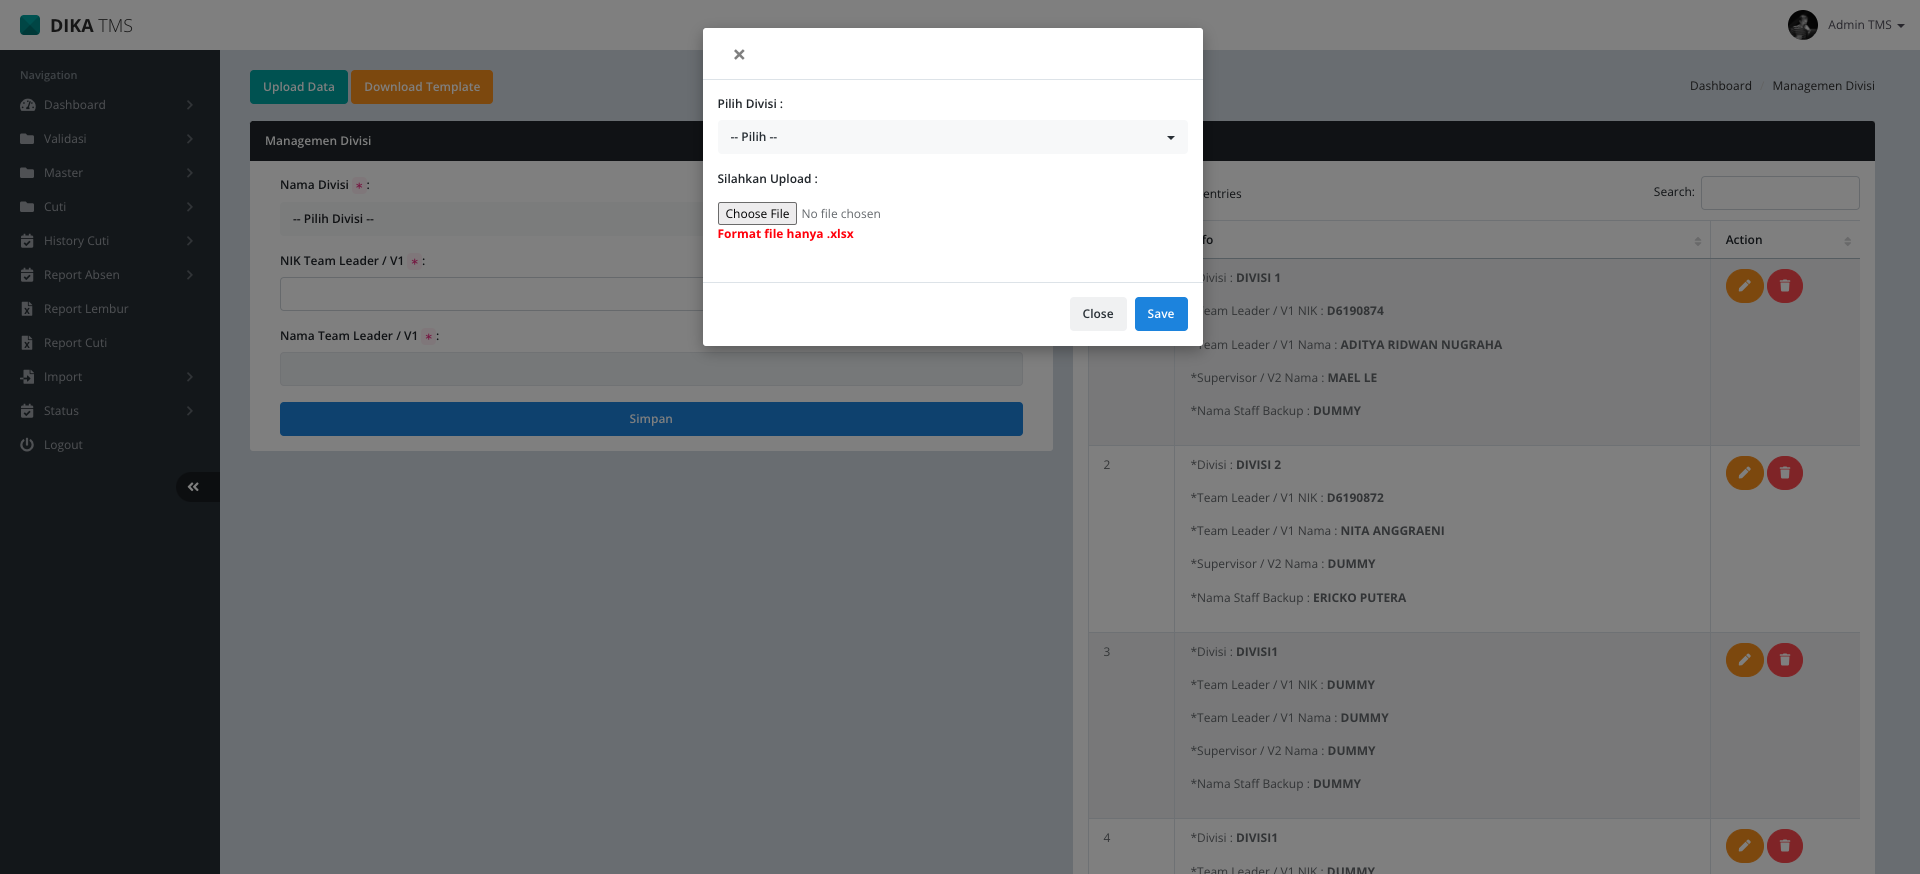 DIKA TMS
Admin TMS
Navigation
Dashboard
Validasi
Master
Cuti
History Cuti
Report Absen
Report Lembur
Report Cuti
Import
Status
Logout
Upload Data
Download Template
Dashboard / Managemen Divisi
Managemen Divisi
Nama Divisi * :
-- Pilih Divisi --
NIK Team Leader / V1 * :
Nama Team Leader / V1 * :
Simpan
×
Pilih Divisi :
-- Pilih --
Silahkan Upload :
Choose File No file chosen
Format file hanya .xlsx
Close
Save
entries
Search:
fo
Action
Divisi : DIVISI 1
Team Leader / V1 NIK : D6190874
Team Leader / V1 Nama : ADITYA RIDWAN NUGRAHA
*Supervisor / V2 Nama : MAEL LE
*Nama Staff Backup : DUMMY
2
*Divisi : DIVISI 2
*Team Leader / V1 NIK : D6190872
*Team Leader / V1 Nama : NITA ANGGRAENI
*Supervisor / V2 Nama : DUMMY
*Nama Staff Backup : ERICKO PUTERA
3
*Divisi : DIVISI1
*Team Leader / V1 NIK : DUMMY
*Team Leader / V1 Nama : DUMMY
*Supervisor / V2 Nama : DUMMY
*Nama Staff Backup : DUMMY
4
*Divisi : DIVISI1
*Team Leader / V1 NIK : DUMMY